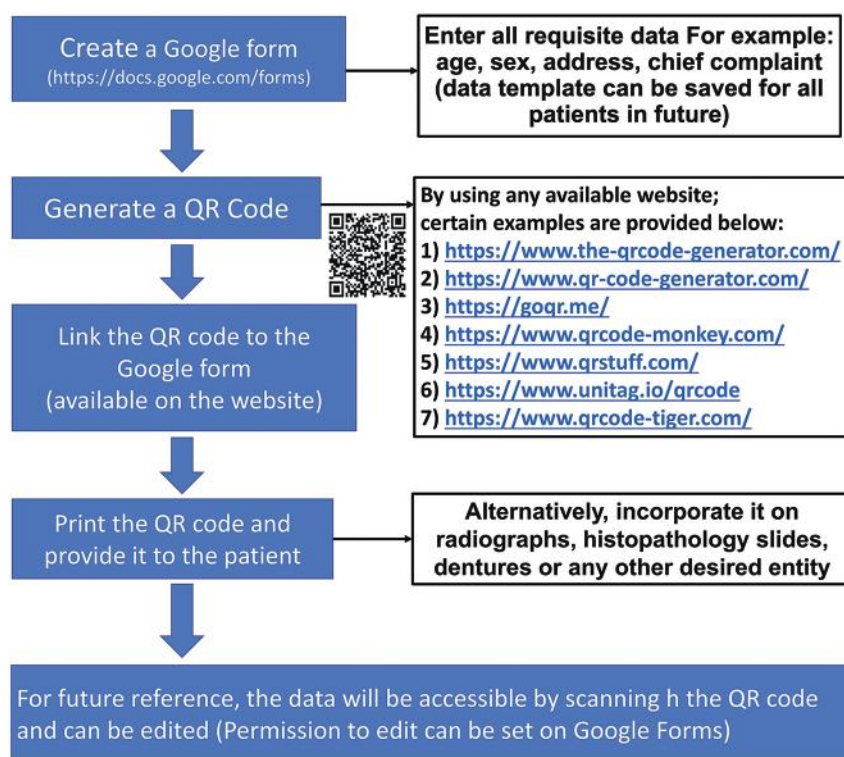 Create a Google form
(https://docs.google.com/forms)
Enter all requisite data For example:
age, sex, address, chief complaint
(data template can be saved for all
patients in future)
Generate a QR Code
By using any available website;
certain examples are provided below:
1) https://www.the-qrcode-generator.com/
2) https://www.qr-code-generator.com/
3) https://goqr.me/
4) https://www.qrcode-monkey.com/
5) https://www.qrstuff.com/
6) https://www.unitag.io/qrcode
7) https://www.qrcode-tiger.com/
Link the QR code to the
Google form
(available on the website)
Print the QR code and
provide it to the patient
Alternatively, incorporate it on
radiographs, histopathology slides,
dentures or any other desired entity
For future reference, the data will be accessible by scanning h the QR code
and can be edited (Permission to edit can be set on Google Forms)